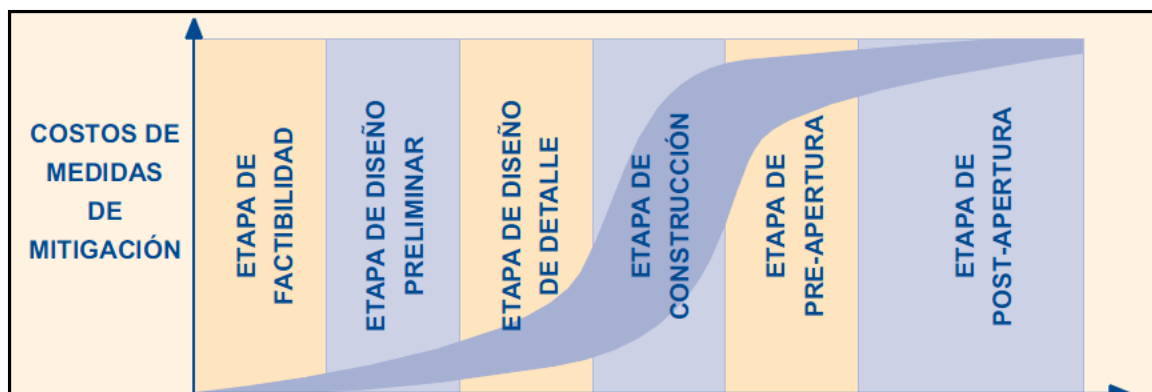 COSTOS DE
MEDIDAS
DE
MITIGACIÓN
ETAPA DE
FACTIBILIDAD
ETAPA DE DISEÑO
PRELIMINAR
ETAPA DE DISEÑO
DE DETALLE
ETAPA DE
CONSTRUCCIÓN
ETAPA DE
PRE-APERTURA
ETAPA DE
POST-APERTURA